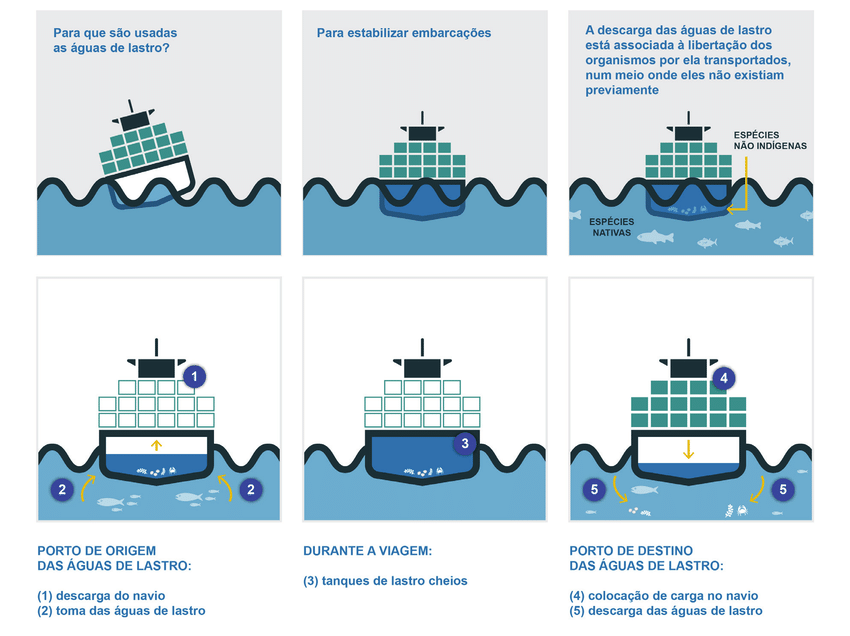 Para que são usadas
as águas de lastro?
Para estabilizar embarcações
A descarga das águas de lastro
está associada à libertação dos
organismos por ela transportados,
num meio onde eles não existiam
previamente
ESPÉCIES
NÃO INDÍGENAS
ESPÉCIES
NATIVAS
1
2
2
3
4
5
5
PORTO DE ORIGEM
DAS ÁGUAS DE LASTRO:
(1) descarga do navio
(2) toma das águas de lastro
DURANTE A VIAGEM:
(3) tanques de lastro cheios
PORTO DE DESTINO
DAS ÁGUAS DE LASTRO:
(4) colocação de carga no navio
(5) descarga das águas de lastro